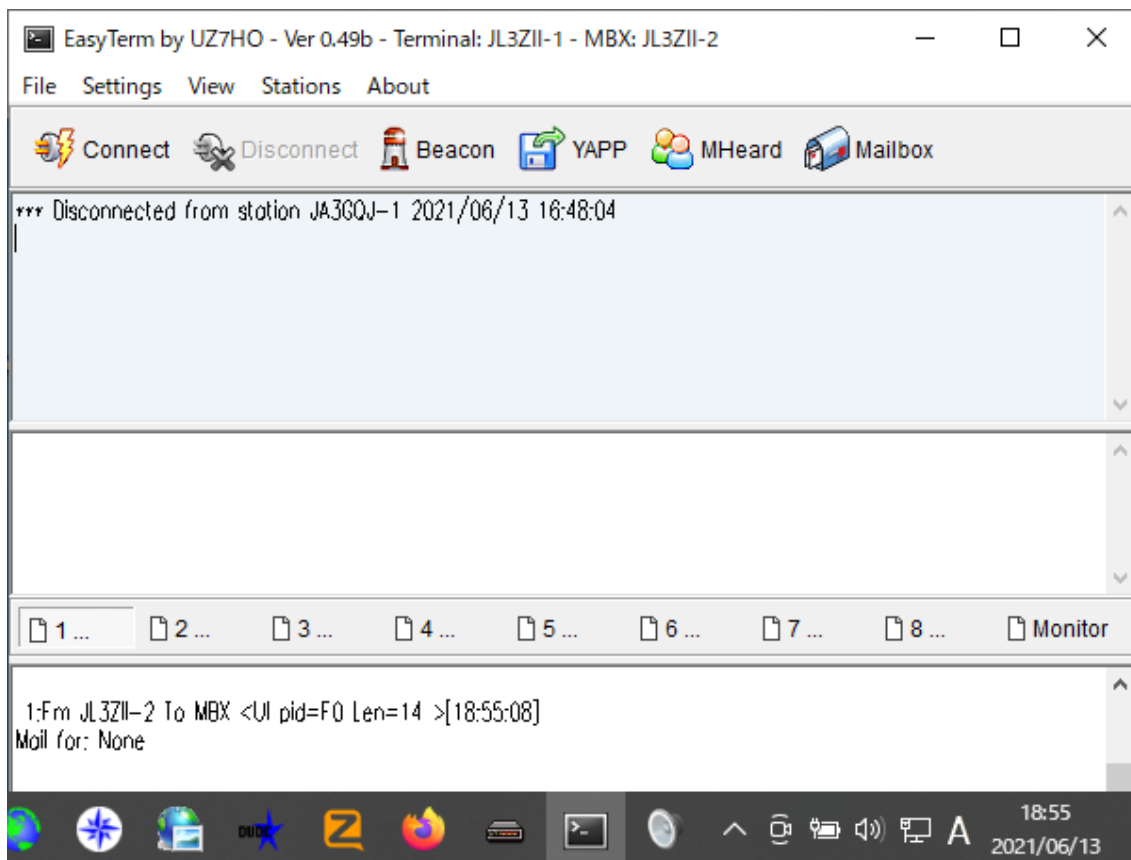 EasyTerm by UZ7HO - Ver 0.49b - Terminal: JL3ZII-1 - MBX: JL3ZII-2
File Settings View Stations About
Connect Disconnect Beacon YAPP MHeard Mailbox
*** Disconnected from station JA3GQJ-1 2021/06/13 16:48:04
1 ... 2 ... 3 ... 4 ... 5 ... 6 ... 7 ... 8 ... Monitor
1:Fm JL3ZII-2 To MBX <UI pid=F0 Len=14 >[18:55:08]
Mail for: None
DUDE Z A 18:55
2021/06/13